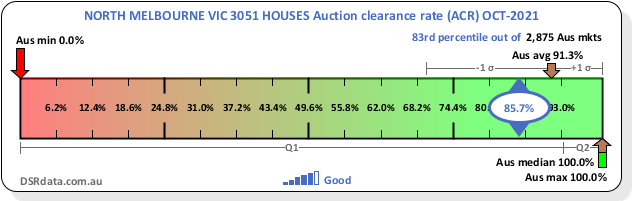 NORTH MELBOURNE VIC 3051 HOUSES Auction clearance rate (ACR) OCT-2021
83rd percentile out of 2,875 Aus mkts
Aus min 0.0%
Aus avg 91.3%
-1 σ +1 σ
6.2% 12.4% 18.6% 24.8% 31.0% 37.2% 43.4% 49.6% 55.8% 62.0% 68.2% 74.4% 80 85.7% 93.0%
Q1 Q2
Aus median 100.0%
DSRdata.com.au Good Aus max 100.0%